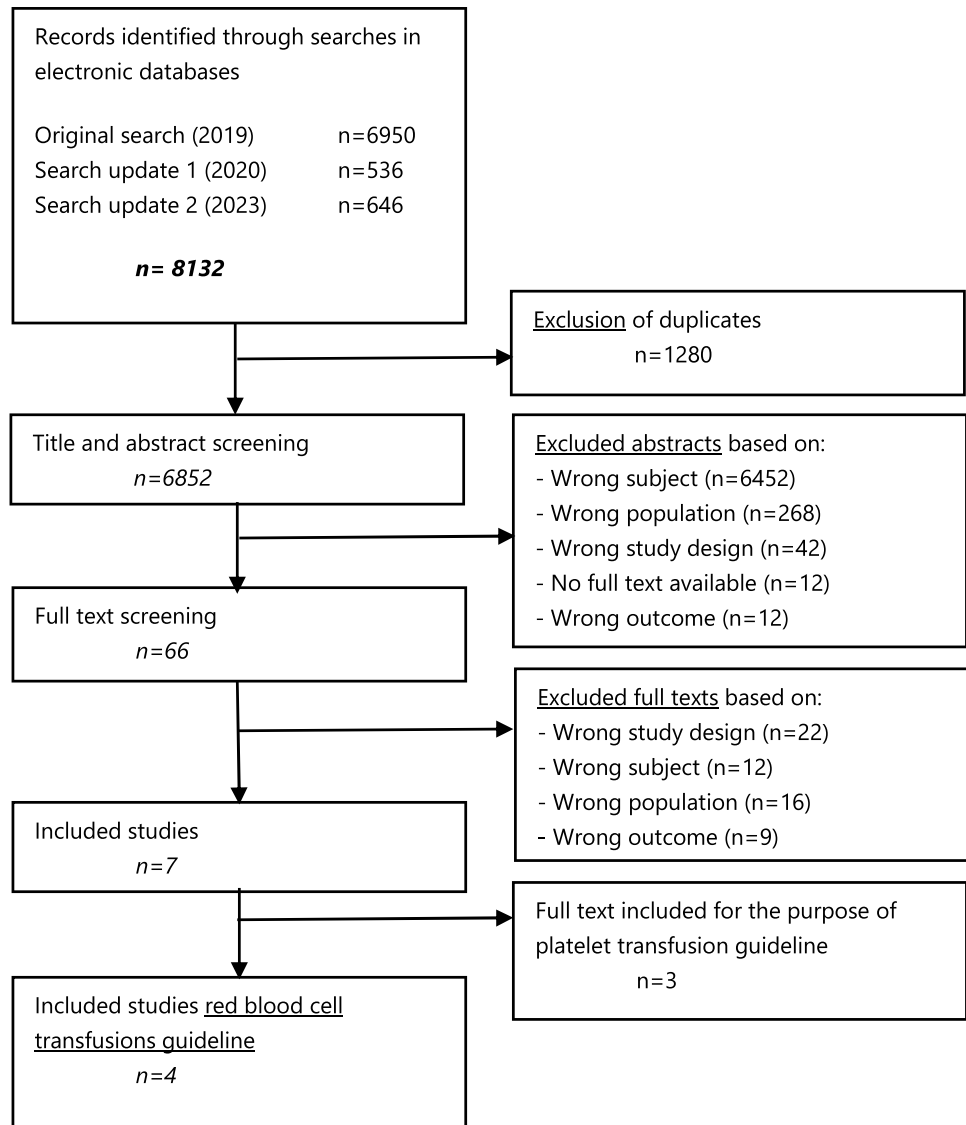 Records identified through searches in
electronic databases
Original search (2019) n=6950
Search update 1 (2020) n=536
Search update 2 (2023) n=646
n= 8132
Exclusion of duplicates
n=1280
Title and abstract screening
n=6852
Excluded abstracts based on:
- Wrong subject (n=6452)
- Wrong population (n=268)
- Wrong study design (n=42)
- No full text available (n=12)
- Wrong outcome (n=12)
Full text screening
n=66
Excluded full texts based on:
- Wrong study design (n=22)
- Wrong subject (n=12)
- Wrong population (n=16)
- Wrong outcome (n=9)
Included studies
n=7
Full text included for the purpose of
platelet transfusion guideline
n=3
Included studies red blood cell
transfusions guideline
n=4